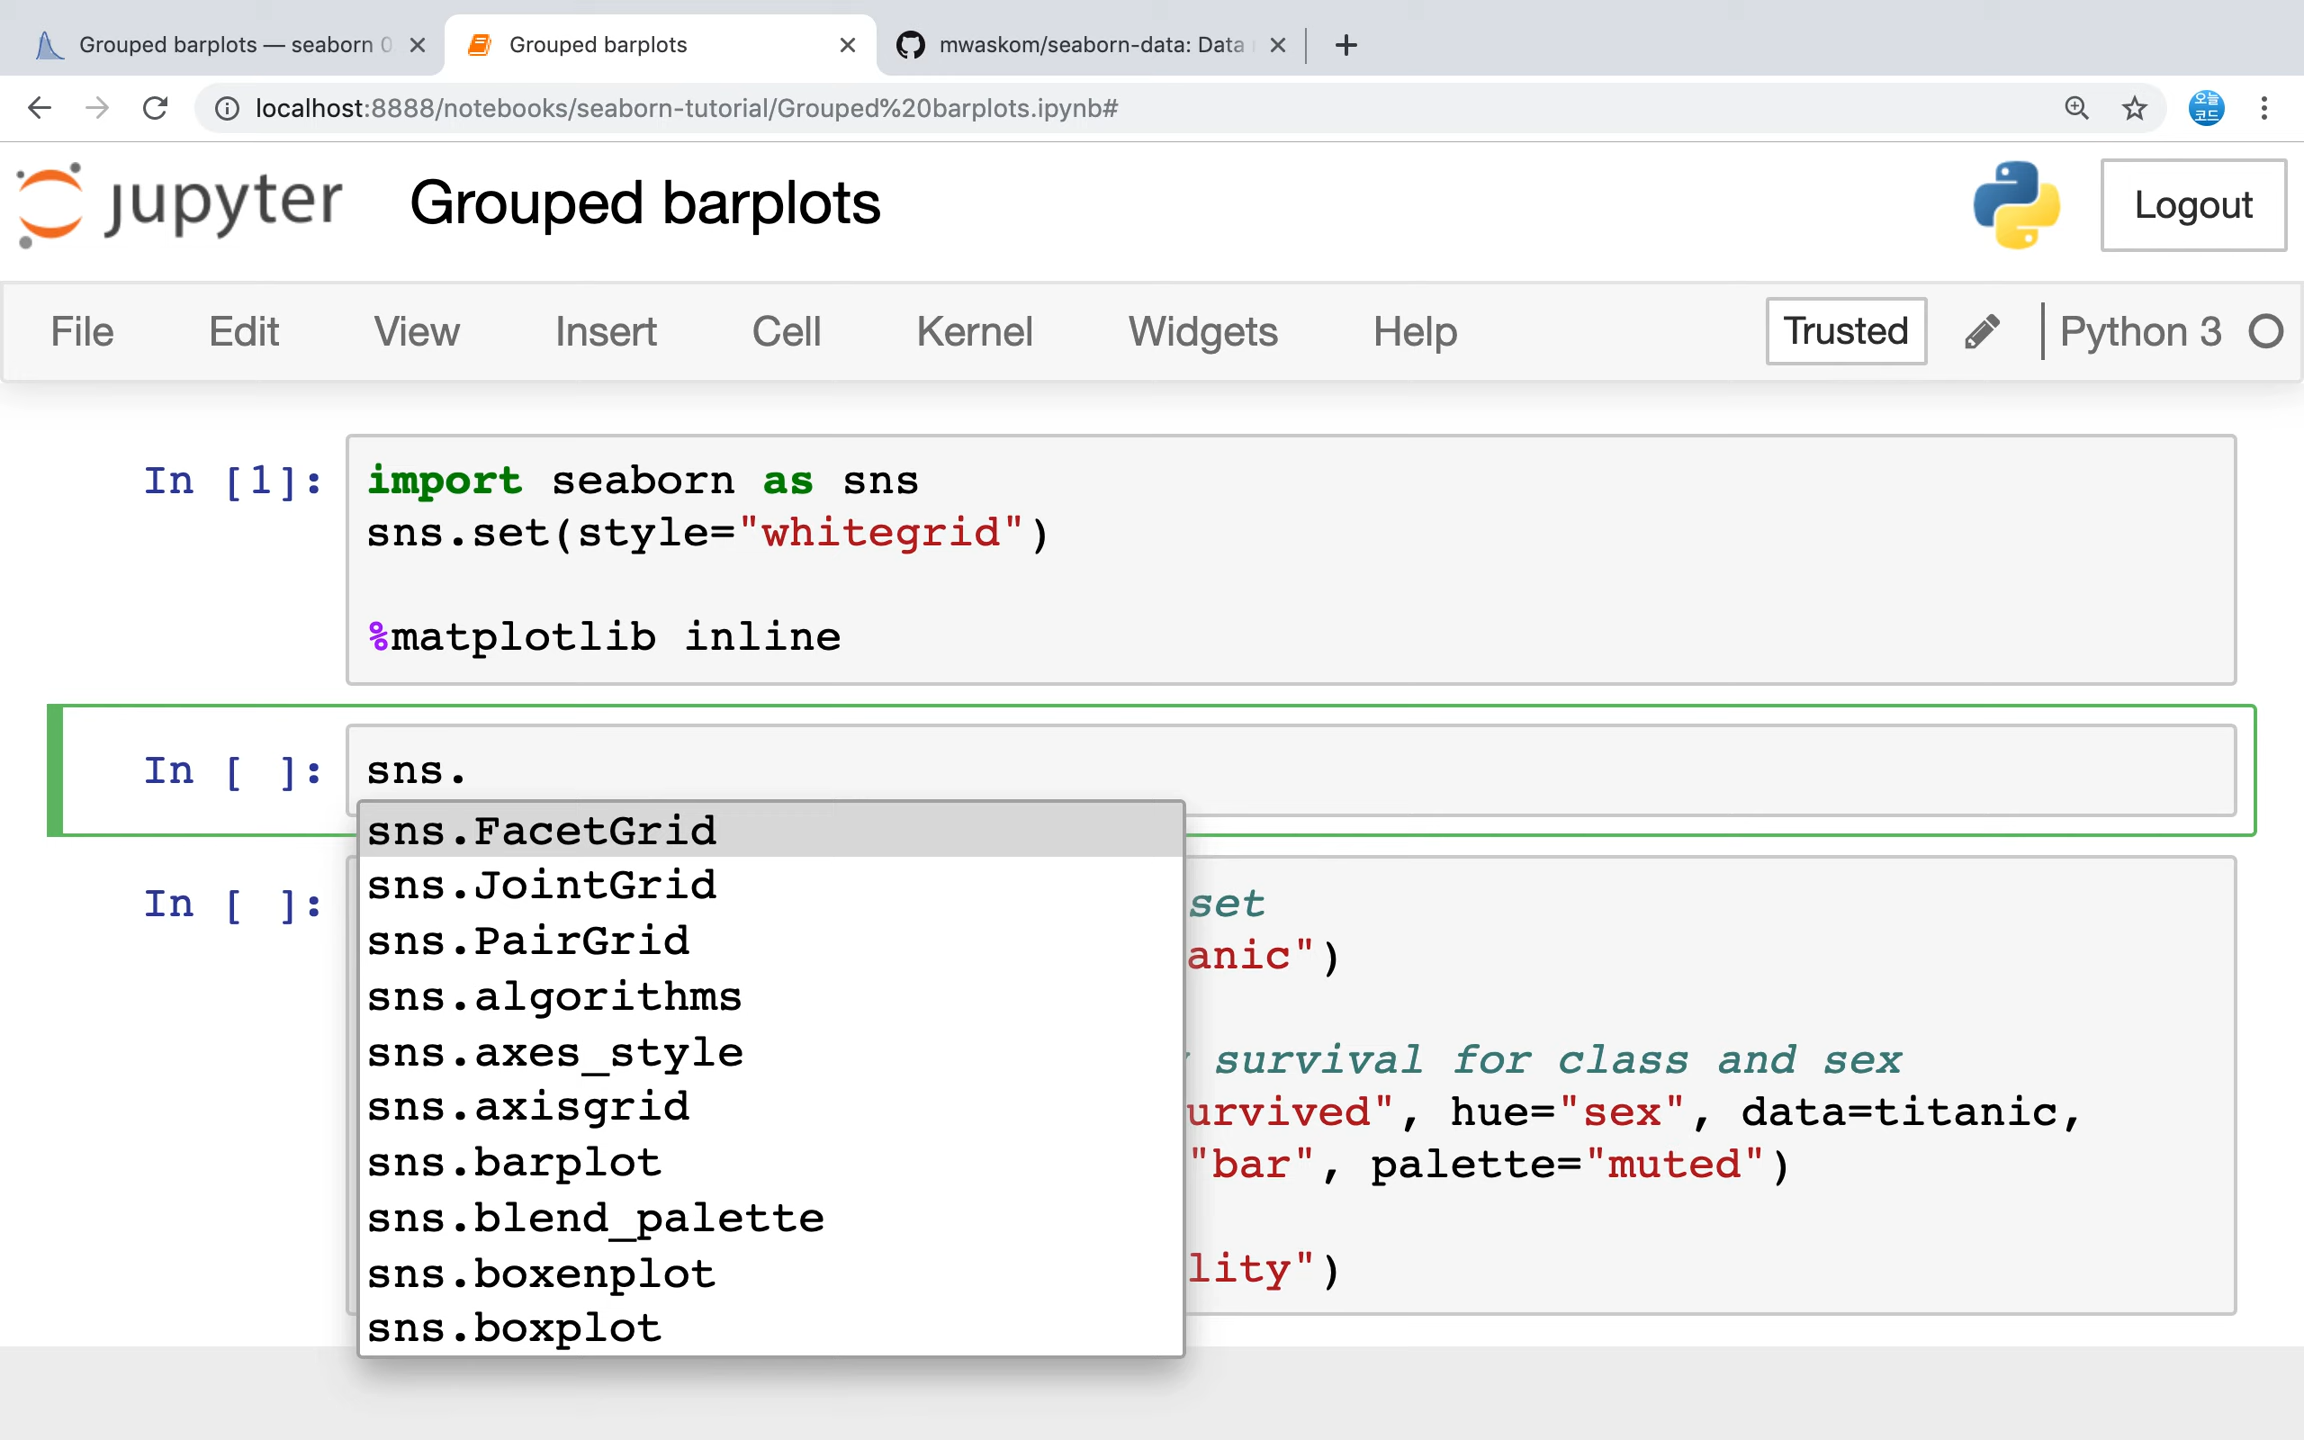 Grouped barplots — seaborn 0
Grouped barplots
mwaskom/seaborn-data: Data
localhost:8888/notebooks/seaborn-tutorial/Grouped%20barplots.ipynb#
오늘
코드
jupyter
Grouped barplots
Logout
File Edit View Insert Cell Kernel Widgets Help
Trusted
Python 3
In [1]:
import seaborn as sns
sns.set(style="whitegrid")
%matplotlib inline
In [ ]:
sns.
sns.FacetGrid
sns.JointGrid
sns.PairGrid
sns.algorithms
sns.axes_style
sns.axisgrid
sns.barplot
sns.blend_palette
sns.boxenplot
sns.boxplot
In [ ]:
set
anic")
survival for class and sex
urvived", hue="sex", data=titanic,
"bar", palette="muted")
lity")